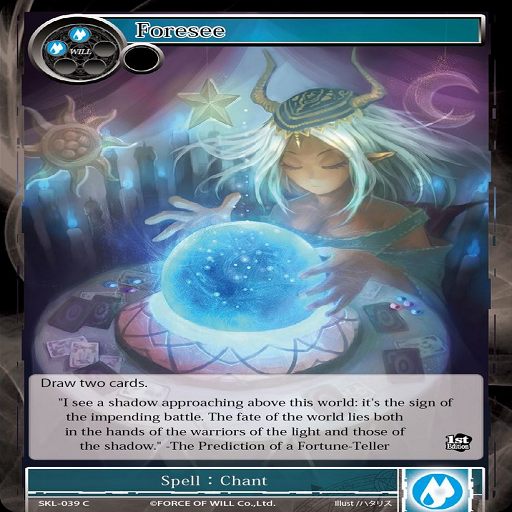 Foresee
WILL
Draw two cards.
"I see a shadow approaching above this world: it's the sign of
the impending battle. The fate of the world lies both
in the hands of the warriors of the light and those of
the shadow." -The Prediction of a Fortune-Teller
1st
Edition
Spell : Chant
SKL-039 C ©FORCE OF WILL Co.,Ltd. Illust /ハタリス